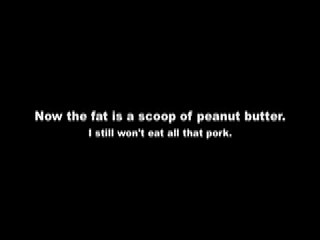 Now the fat is a scoop of peanut butter.
I still won't eat all that pork.